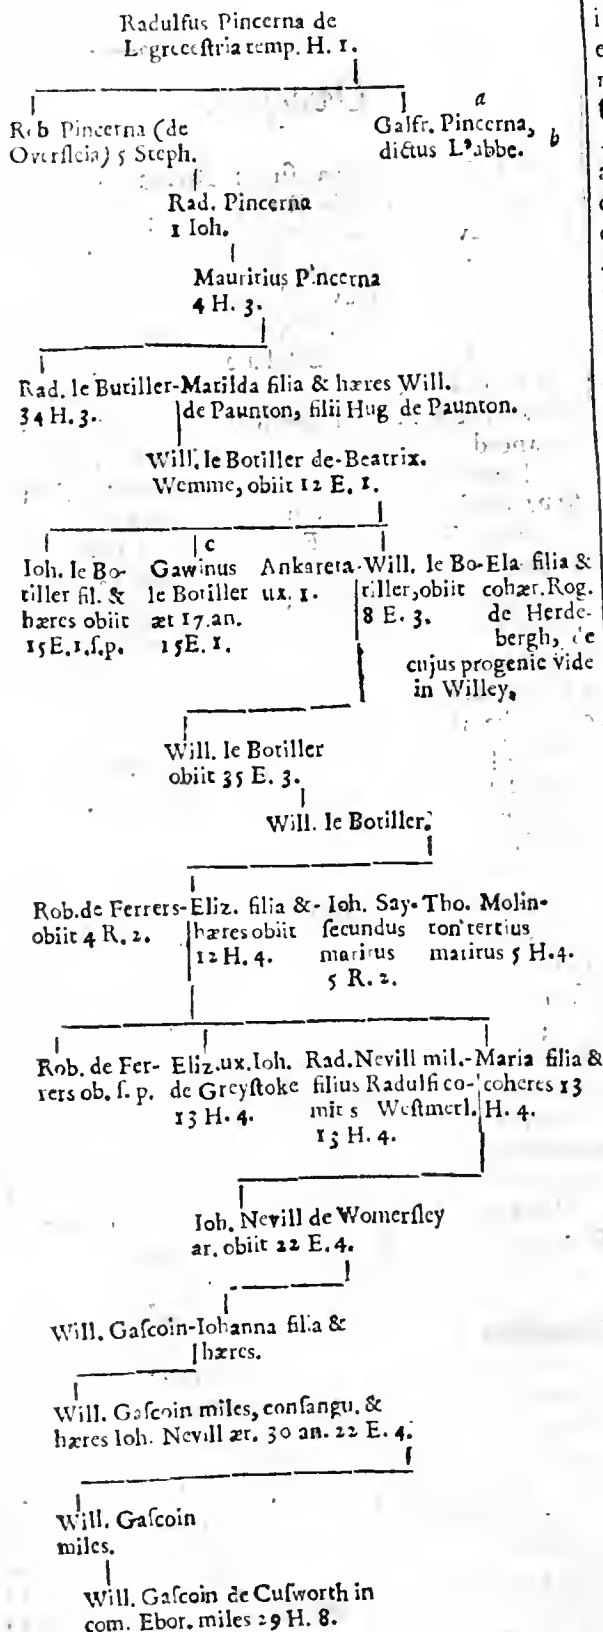 Radulfus Pincerna de
Legrecestria temp. H. 1.
a
Rob Pincerna (de
Oversleia) 5 Steph.
Galfr. Pincerna, b
dictus L'abbe.
Rad. Pincerna
1 Ioh.
Mauritius Pincerna
4 H. 3.
Rad. le Butiller-Matilda filia & hæres Will.
34 H. 3. de Paunton, filii Hug de Paunton.
Will. le Botiller de-Beatrix.
Wemme, obiit 12 E. 1.
c
Ioh. le Bo-
tiller fil. &
hæres obiit
15 E. 1. ſ.p.
Gawinus
le Botiller
æt 17. an.
15 E. 1.
Ankareta-Will. le Bo-Ela filia &
ux. 1. tiller, obiit cohær. Rog.
8 E. 3. de Herde-
bergh, de
cujus progenie vide
in Willey.
Will. le Botiller
obiit 35 E. 3.
Will. le Botiller.
Rob. de Ferrers-Eliz. filia &- Ioh. Say-Tho. Molin-
obiit 4 R. 2. hæres obiit ſecundus ton tertius
12 H. 4. maritus maritus 5 H. 4.
5 R. 2.
Rob. de Fer-
rers ob. ſ. p.
Eliz. ux. Ioh.
de Greyſtoke
13 H. 4.
Rad. Nevill mil.-Maria filia &
filius Radulfi co- coheres 13
mit s Weſtmerl. H. 4.
13 H. 4.
Ioh. Nevill de Womerſley
ar. obiit 22 E. 4.
Will. Gaſcoin-Iohanna filia &
hæres.
Will. Gaſcoin miles, conſangu. &
hæres Ioh. Nevill æt. 30 an. 22 E. 4.
Will. Gaſcoin
miles.
Will. Gaſcoin de Cuſworth in
com. Ebor. miles 29 H. 8.